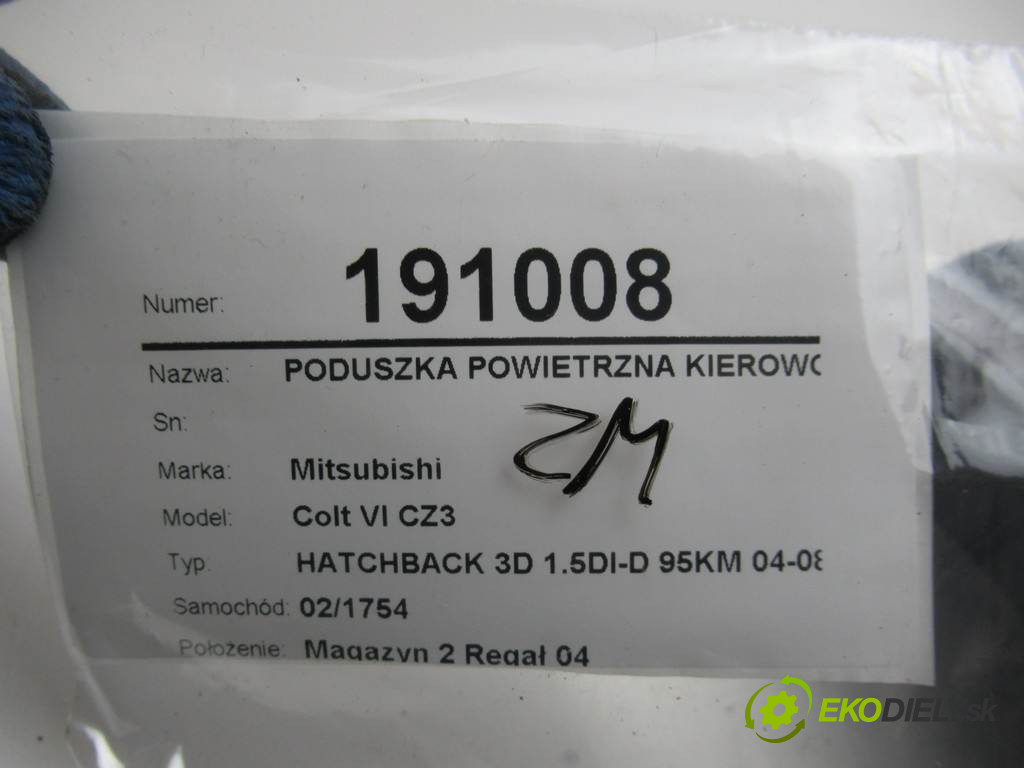 Numer: 191008
Nazwa: PODUSZKA POWIETRZNA KIEROWC
Sn:
ZM
Marka: Mitsubishi
Model: Colt VI CZ3
Typ: HATCHBACK 3D 1.5DI-D 95KM 04-08
Samochód: 02/1754
Położenie: Magazyn 2 Regał 04
EKODIELY.sk